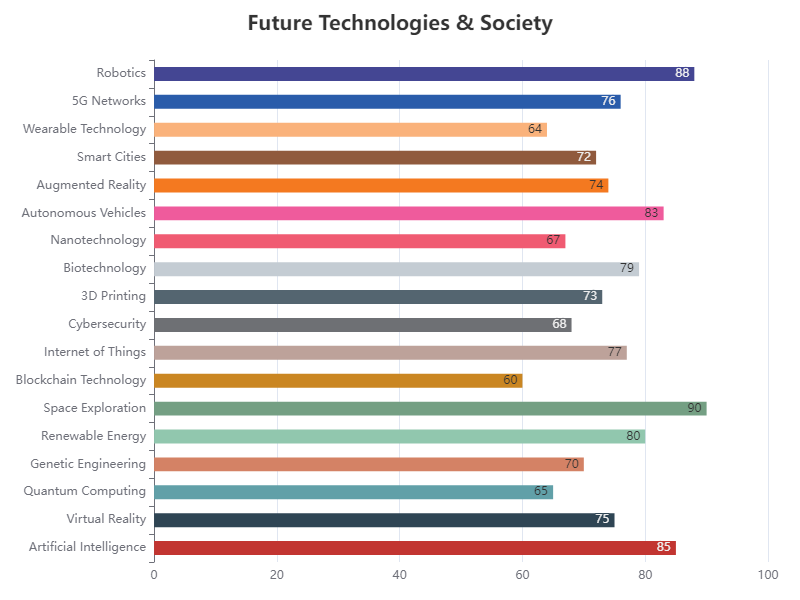 Future Technologies & Society
Robotics 88
5G Networks 76
Wearable Technology 64
Smart Cities 72
Augmented Reality 74
Autonomous Vehicles 83
Nanotechnology 67
Biotechnology 79
3D Printing 73
Cybersecurity 68
Internet of Things 77
Blockchain Technology 60
Space Exploration 90
Renewable Energy 80
Genetic Engineering 70
Quantum Computing 65
Virtual Reality 75
Artificial Intelligence 85
0 20 40 60 80 100